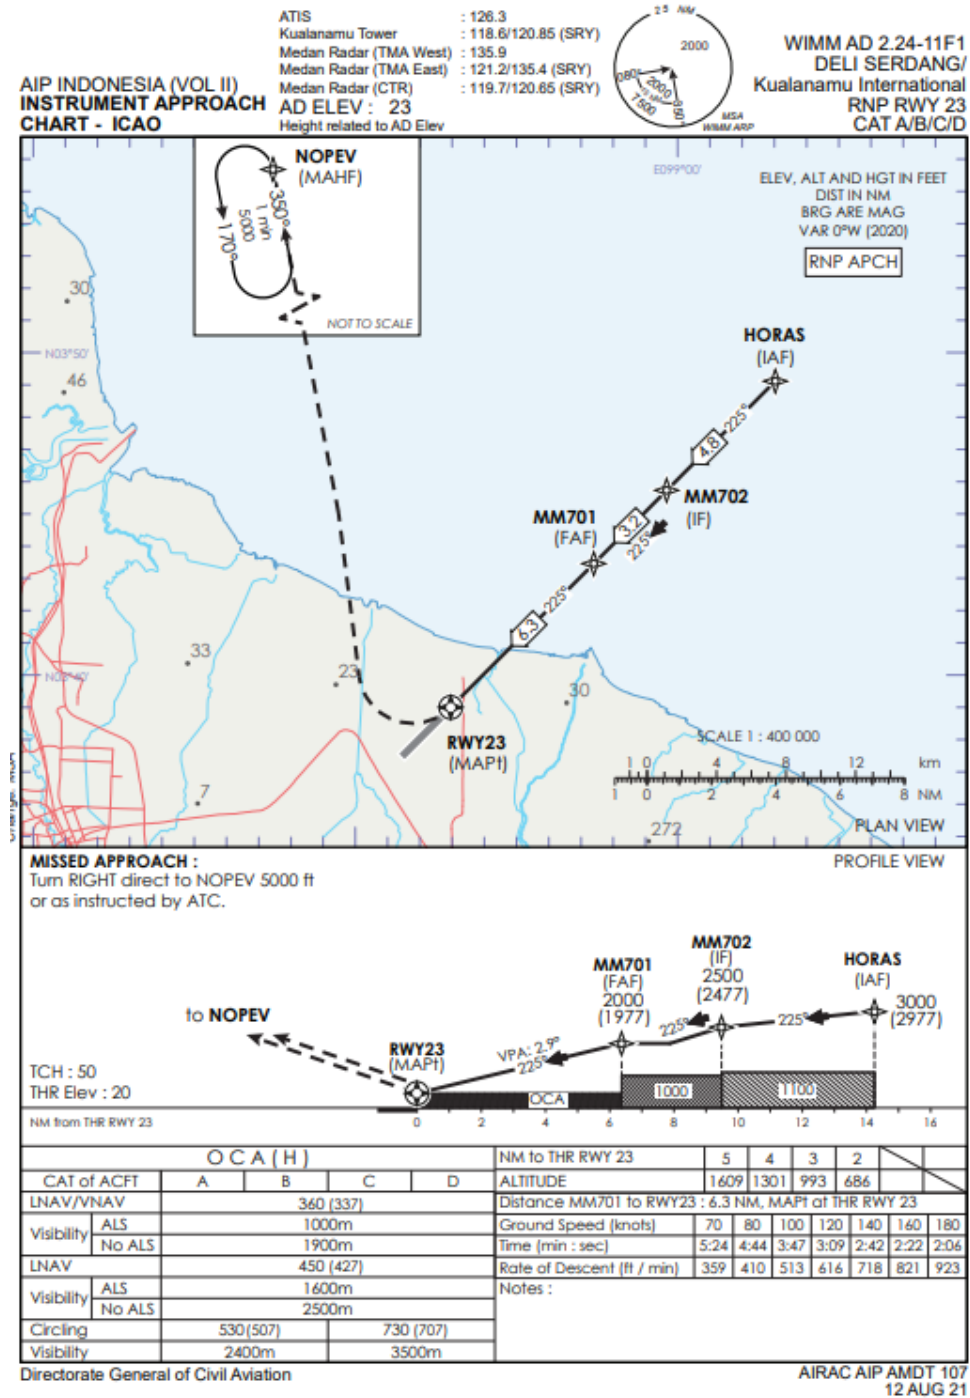 ATIS : 126.3
Kualanamu Tower : 118.6/120.85 (SRY)
Medan Radar (TMA West) : 135.9
Medan Radar (TMA East) : 121.2/135.4 (SRY)
Medan Radar (CTR) : 119.7/120.65 (SRY)
AD ELEV : 23
Height related to AD Elev
AIP INDONESIA (VOL II)
INSTRUMENT APPROACH
CHART - ICAO
25 NM
2000
080°
2000
7500
350°
MSA
WIMM ARP
WIMM AD 2.24-11F1
DELI SERDANG/
Kualanamu International
RNP RWY 23
CAT A/B/C/D
NOPEV
(MAHF)
350°
1 min
5000
170°
NOT TO SCALE
E099°00'
ELEV, ALT AND HGT IN FEET
DIST IN NM
BRG ARE MAG
VAR 0°W (2020)
RNP APCH
30
N03°50'
46
HORAS
(IAF)
225°
4.8
MM702
(IF)
MM701
(FAF)
3.2
225°
225°
6.3
33
23
30
RWY23
(MAPt)
7
272
SCALE 1 : 400 000
1 0 4 8 12 km
1 0 2 4 6 8 NM
PLAN VIEW
MISSED APPROACH :
Turn RIGHT direct to NOPEV 5000 ft
or as instructed by ATC.
PROFILE VIEW
MM702
(IF)
2500
(2477)
MM701
(FAF)
2000
(1977)
HORAS
(IAF)
3000
(2977)
to NOPEV
RWY23
(MAPt)
VPA: 2.9°
225°
225°
225°
TCH : 50
THR Elev : 20
OCA
1000
1100
NM from THR RWY 23
0 2 4 6 8 10 12 14 16
O C A ( H )
CAT of ACFT A B C D
LNAV/VNAV 360 (337)
Visibility ALS 1000m
No ALS 1900m
LNAV 450 (427)
Visibility ALS 1600m
No ALS 2500m
Circling 530(507) 730 (707)
Visibility 2400m 3500m
NM to THR RWY 23 5 4 3 2
ALTITUDE 1609 1301 993 686
Distance MM701 to RWY23 : 6.3 NM, MAPt at THR RWY 23
Ground Speed (knots) 70 80 100 120 140 160 180
Time (min : sec) 5:24 4:44 3:47 3:09 2:42 2:22 2:06
Rate of Descent (ft / min) 359 410 513 616 718 821 923
Notes :
Directorate General of Civil Aviation
AIRAC AIP AMDT 107
12 AUG 21